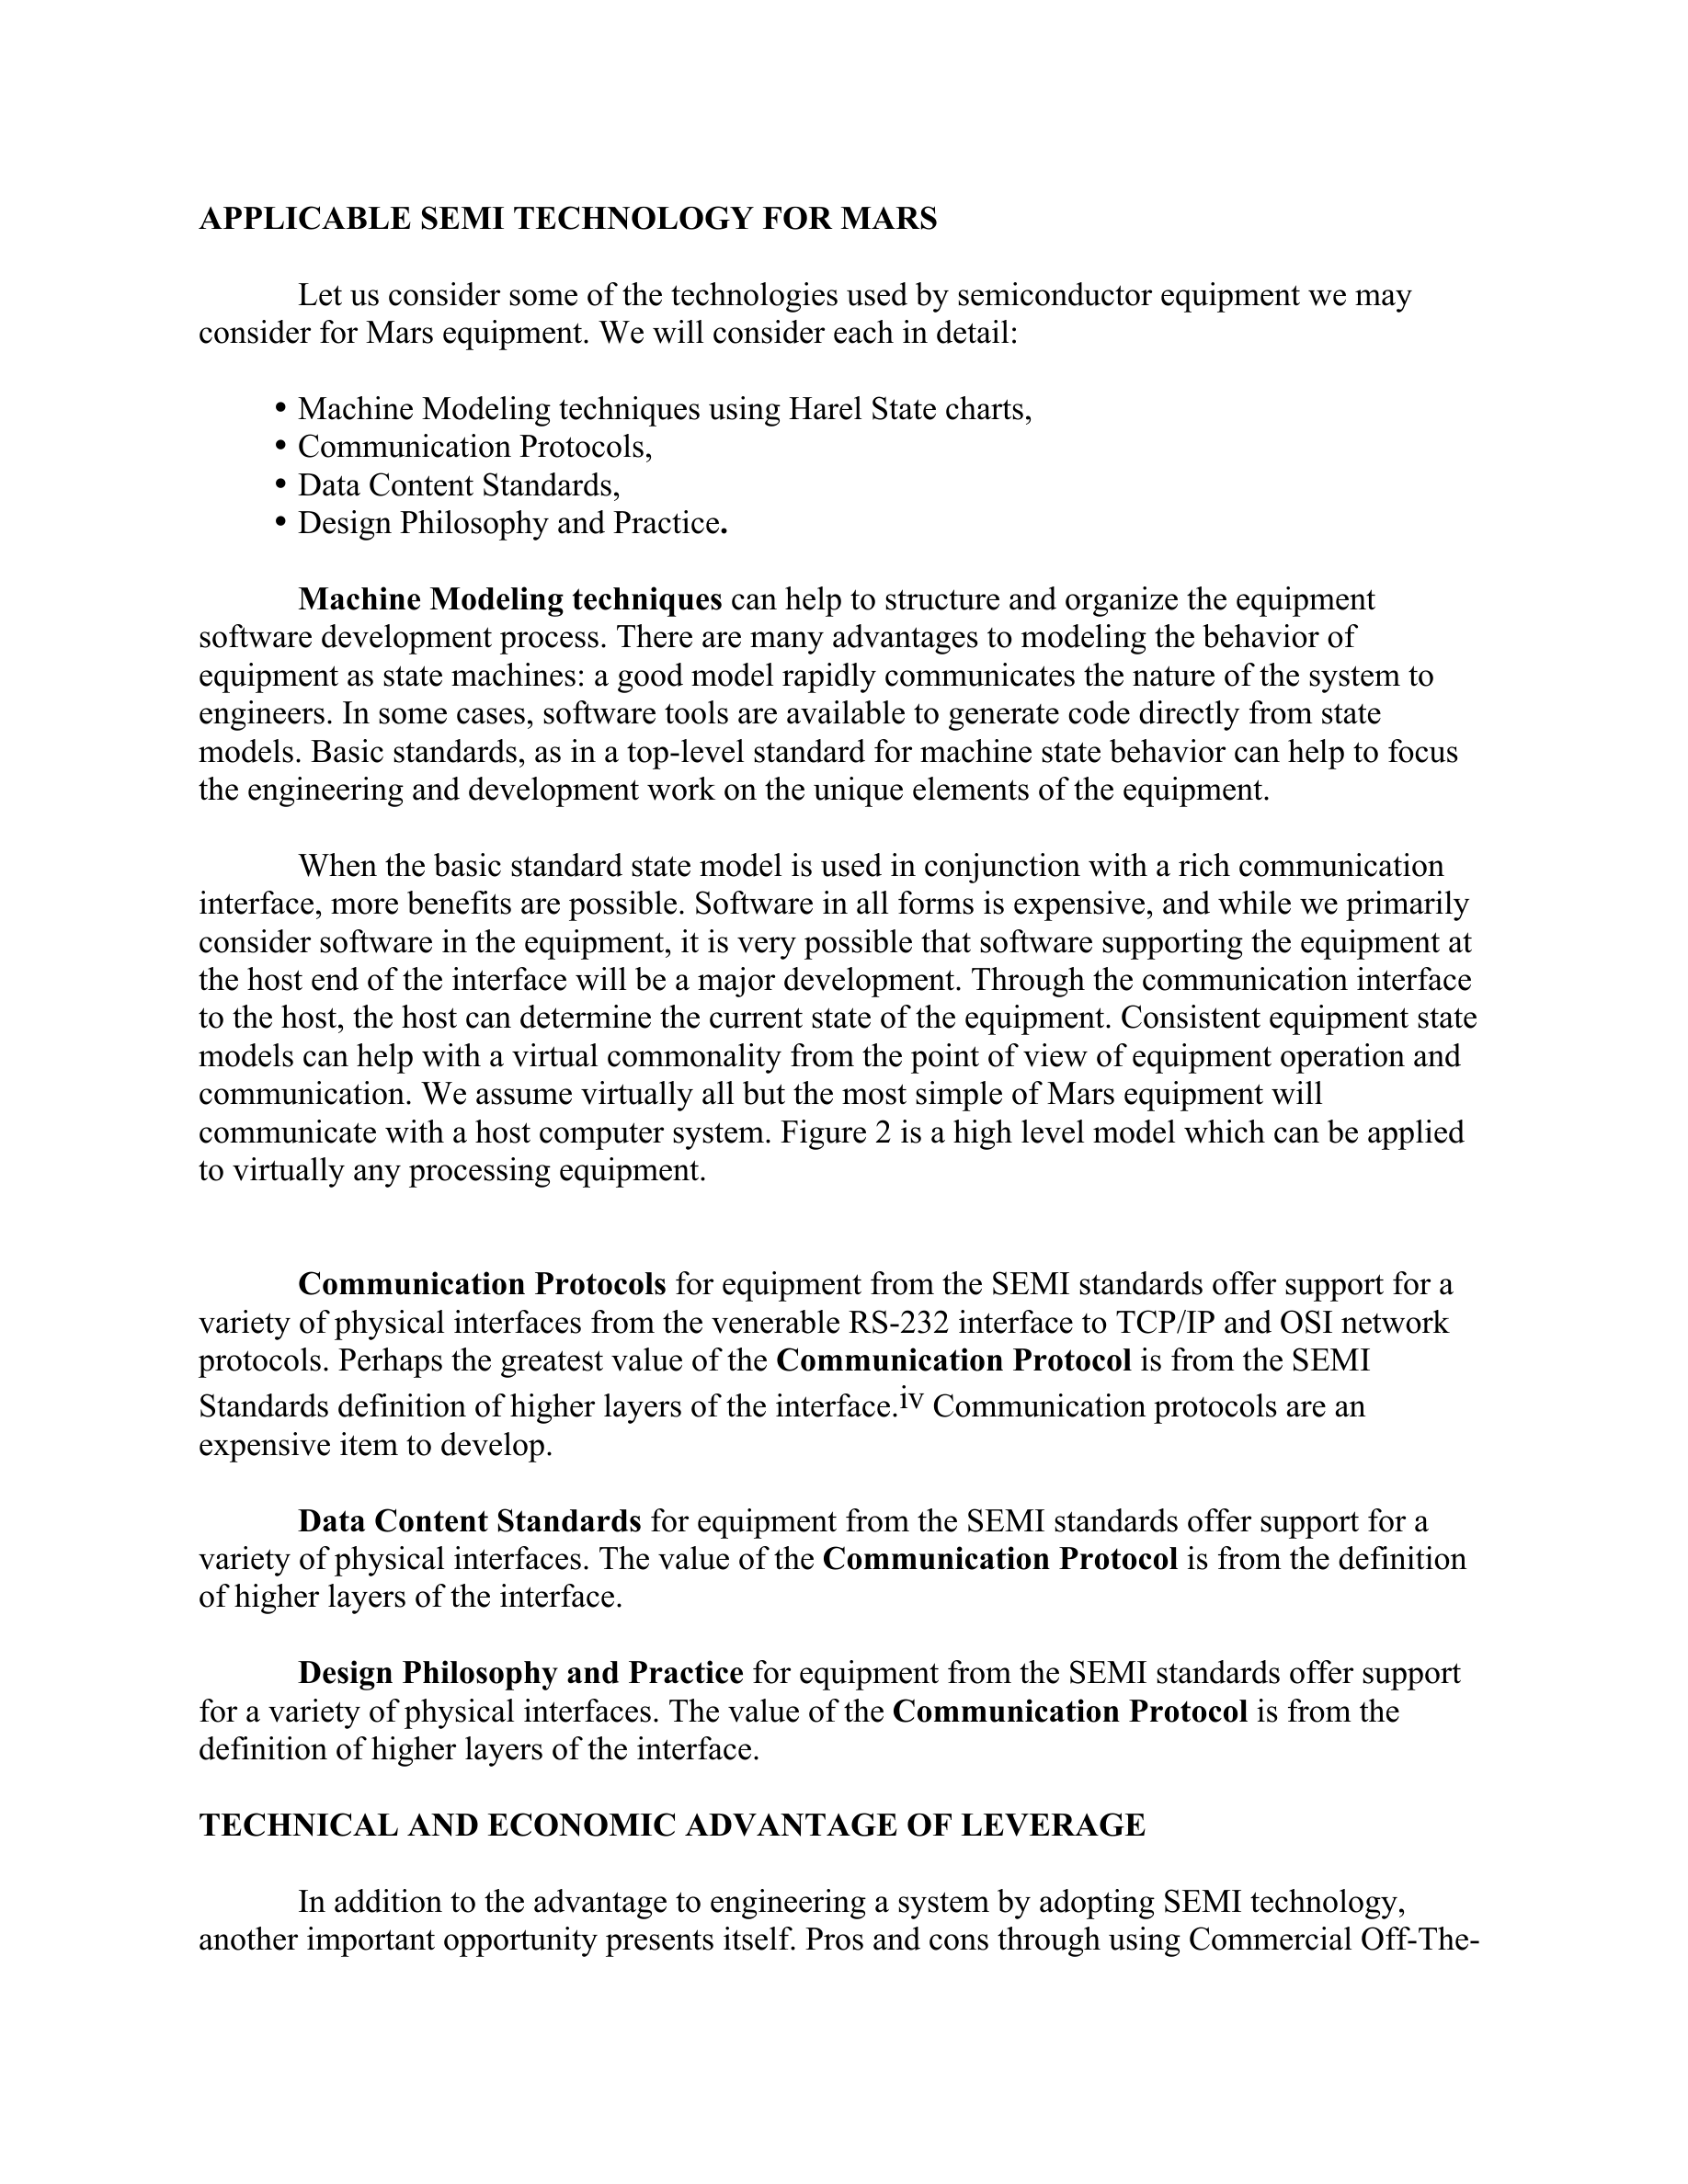 APPLICABLE SEMI TECHNOLOGY FOR MARS
Let us consider some of the technologies used by semiconductor equipment we may
consider for Mars equipment. We will consider each in detail:
• Machine Modeling techniques using Harel State charts,
• Communication Protocols,
• Data Content Standards,
• Design Philosophy and Practice.
Machine Modeling techniques can help to structure and organize the equipment
software development process. There are many advantages to modeling the behavior of
equipment as state machines: a good model rapidly communicates the nature of the system to
engineers. In some cases, software tools are available to generate code directly from state
models. Basic standards, as in a top-level standard for machine state behavior can help to focus
the engineering and development work on the unique elements of the equipment.
When the basic standard state model is used in conjunction with a rich communication
interface, more benefits are possible. Software in all forms is expensive, and while we primarily
consider software in the equipment, it is very possible that software supporting the equipment at
the host end of the interface will be a major development. Through the communication interface
to the host, the host can determine the current state of the equipment. Consistent equipment state
models can help with a virtual commonality from the point of view of equipment operation and
communication. We assume virtually all but the most simple of Mars equipment will
communicate with a host computer system. Figure 2 is a high level model which can be applied
to virtually any processing equipment.
Communication Protocols for equipment from the SEMI standards offer support for a
variety of physical interfaces from the venerable RS-232 interface to TCP/IP and OSI network
protocols. Perhaps the greatest value of the Communication Protocol is from the SEMI
Standards definition of higher layers of the interface.iv Communication protocols are an
expensive item to develop.
Data Content Standards for equipment from the SEMI standards offer support for a
variety of physical interfaces. The value of the Communication Protocol is from the definition
of higher layers of the interface.
Design Philosophy and Practice for equipment from the SEMI standards offer support
for a variety of physical interfaces. The value of the Communication Protocol is from the
definition of higher layers of the interface.
TECHNICAL AND ECONOMIC ADVANTAGE OF LEVERAGE
In addition to the advantage to engineering a system by adopting SEMI technology,
another important opportunity presents itself. Pros and cons through using Commercial Off-The-